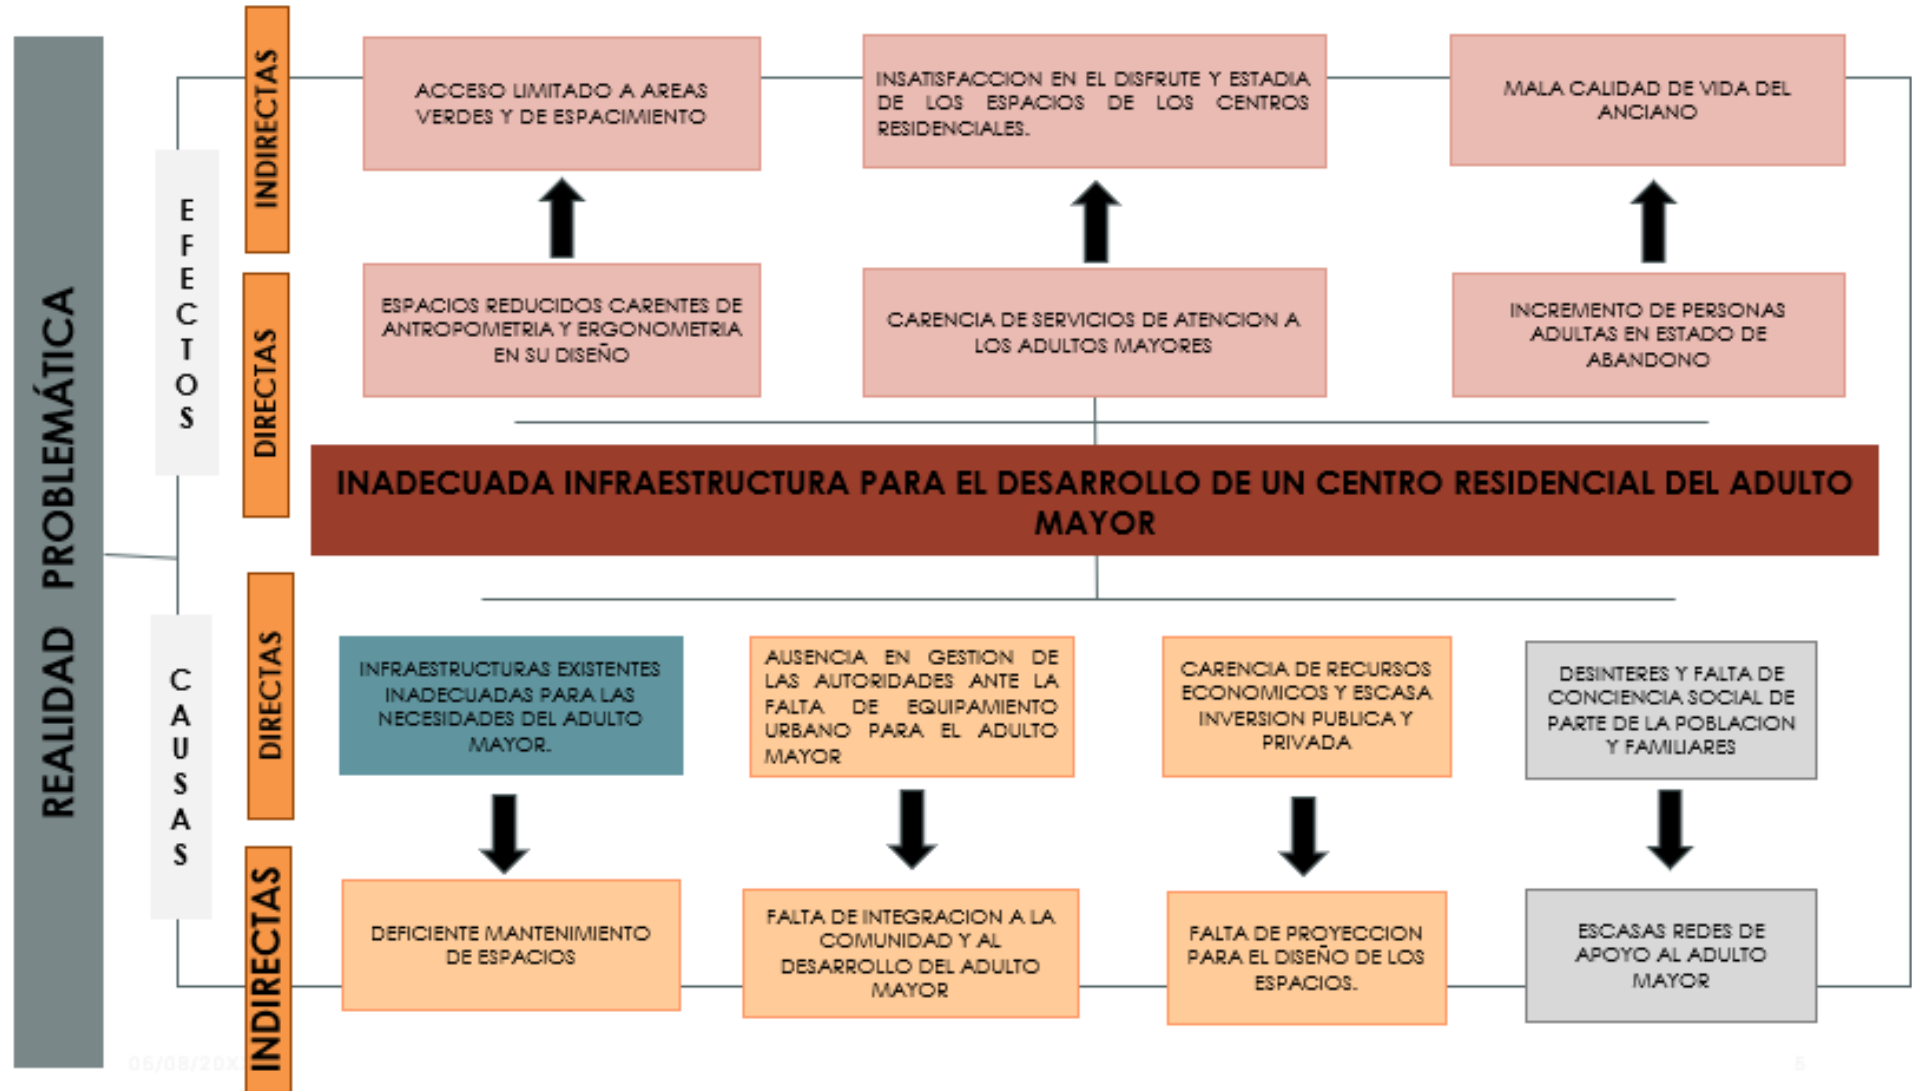 REALIDAD PROBLEMÁTICA
EFECTOS
INDIRECTAS
ACCESO LIMITADO A AREAS
VERDES Y DE ESPACIMIENTO
INSATISFACCION EN EL DISFRUTE Y ESTADIA
DE LOS ESPACIOS DE LOS CENTROS
RESIDENCIALES.
MALA CALIDAD DE VIDA DEL
ANCIANO
DIRECTAS
ESPACIOS REDUCIDOS CARENTES DE
ANTROPOMETRIA Y ERGONOMETRIA
EN SU DISEÑO
CARENCIA DE SERVICIOS DE ATENCION A
LOS ADULTOS MAYORES
INCREMENTO DE PERSONAS
ADULTAS EN ESTADO DE
ABANDONO
INADECUADA INFRAESTRUCTURA PARA EL DESARROLLO DE UN CENTRO RESIDENCIAL DEL ADULTO
MAYOR
CAUSAS
DIRECTAS
INFRAESTRUCTURAS EXISTENTES
INADECUADAS PARA LAS
NECESIDADES DEL ADULTO
MAYOR.
AUSENCIA EN GESTION DE
LAS AUTORIDADES ANTE LA
FALTA DE EQUIPAMIENTO
URBANO PARA EL ADULTO
MAYOR
CARENCIA DE RECURSOS
ECONOMICOS Y ESCASA
INVERSION PUBLICA Y
PRIVADA
DESINTERES Y FALTA DE
CONCIENCIA SOCIAL DE
PARTE DE LA POBLACION
Y FAMILIARES
INDIRECTAS
DEFICIENTE MANTENIMIENTO
DE ESPACIOS
FALTA DE INTEGRACION A LA
COMUNIDAD Y AL
DESARROLLO DEL ADULTO
MAYOR
FALTA DE PROYECCION
PARA EL DISEÑO DE LOS
ESPACIOS.
ESCASAS REDES DE
APOYO AL ADULTO
MAYOR
5